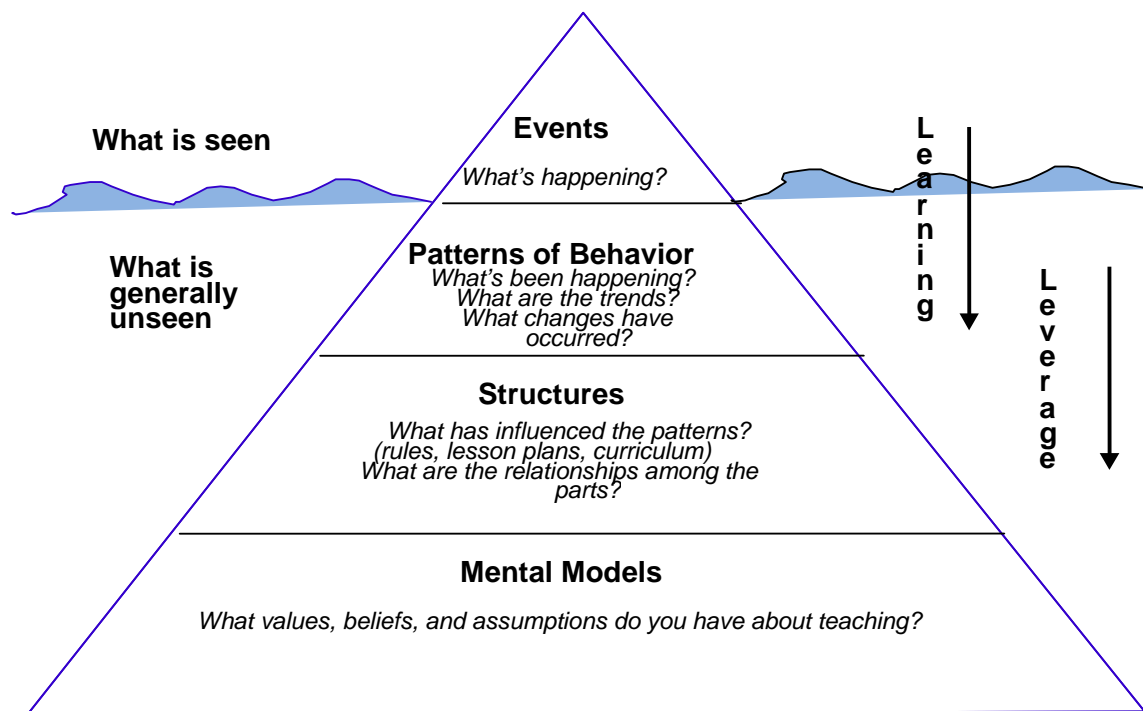 What is seen
Events
What's happening?
Learning
What is
generally
unseen
Patterns of Behavior
What's been happening?
What are the trends?
What changes have
occurred?
Leverage
Structures
What has influenced the patterns?
(rules, lesson plans, curriculum)
What are the relationships among the
parts?
Mental Models
What values, beliefs, and assumptions do you have about teaching?